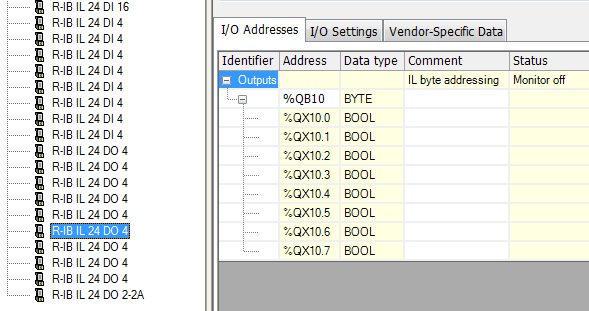 R-IB IL 24 DI 16
R-IB IL 24 DI 4
R-IB IL 24 DI 4
R-IB IL 24 DI 4
R-IB IL 24 DI 4
R-IB IL 24 DI 4
R-IB IL 24 DI 4
R-IB IL 24 DI 4
R-IB IL 24 DI 4
R-IB IL 24 DO 4
R-IB IL 24 DO 4
R-IB IL 24 DO 4
R-IB IL 24 DO 4
R-IB IL 24 DO 4
R-IB IL 24 DO 4
R-IB IL 24 DO 4
R-IB IL 24 DO 4
R-IB IL 24 DO 4
R-IB IL 24 DO 2-2A
I/O Addresses I/O Settings Vendor-Specific Data
Identifier Address Data type Comment Status
Outputs IL byte addressing Monitor off
%QB10 BYTE
%QX10.0 BOOL
%QX10.1 BOOL
%QX10.2 BOOL
%QX10.3 BOOL
%QX10.4 BOOL
%QX10.5 BOOL
%QX10.6 BOOL
%QX10.7 BOOL